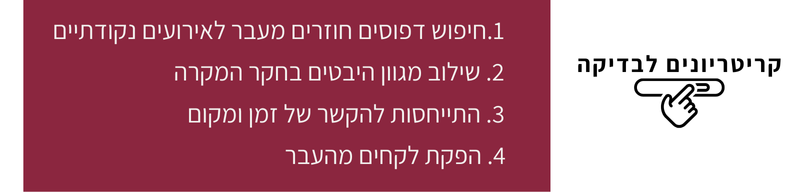 קריטריונים לבדיקה
1.חיפוש דפוסים חוזרים מעבר לאירועים נקודתיים
2. שילוב מגוון היבטים בחקר המקרה
3. התייחסות להקשר של זמן ומקום
4. הפקת לקחים מהעבר